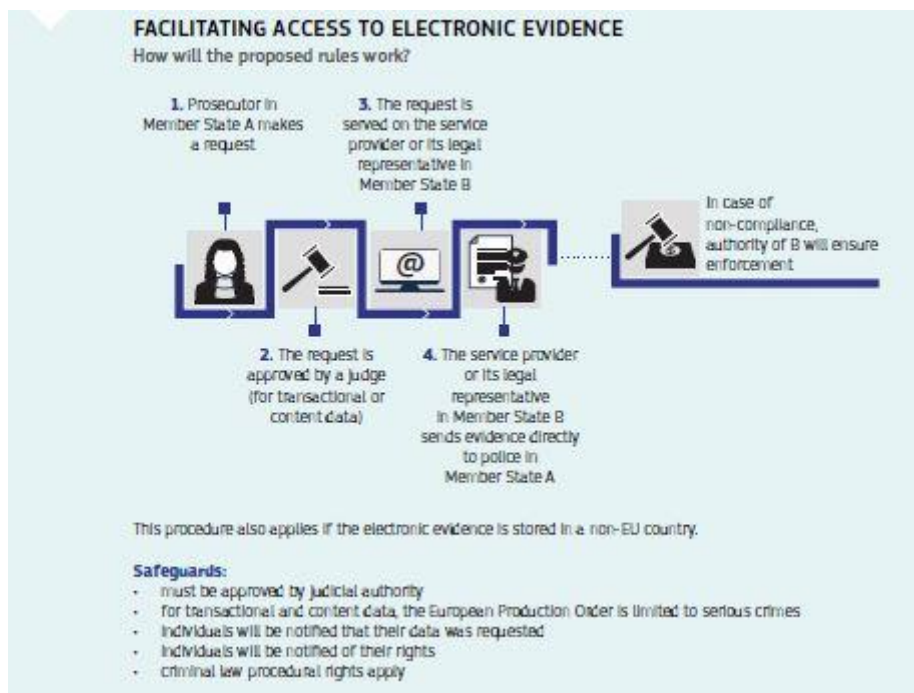 FACILITATING ACCESS TO ELECTRONIC EVIDENCE
How will the proposed rules work?
1. Prosecutor in
Member State A makes
a request
3. The request is
served on the service
provider or its legal
representative in
Member State B
In case of
non-compliance,
authority of B will ensure
enforcement
@
2. The request is
approved by a judge
(for transactional or
content data)
4. The service provider
or its legal
representative
in Member State B
sends evidence directly
to police in
Member State A
This procedure also applies if the electronic evidence is stored in a non-EU country.
Safeguards:
- must be approved by judicial authority
- for transactional and content data, the European Production Order is limited to serious crimes
- individuals will be notified that their data was requested
- individuals will be notified of their rights
- criminal law procedural rights apply